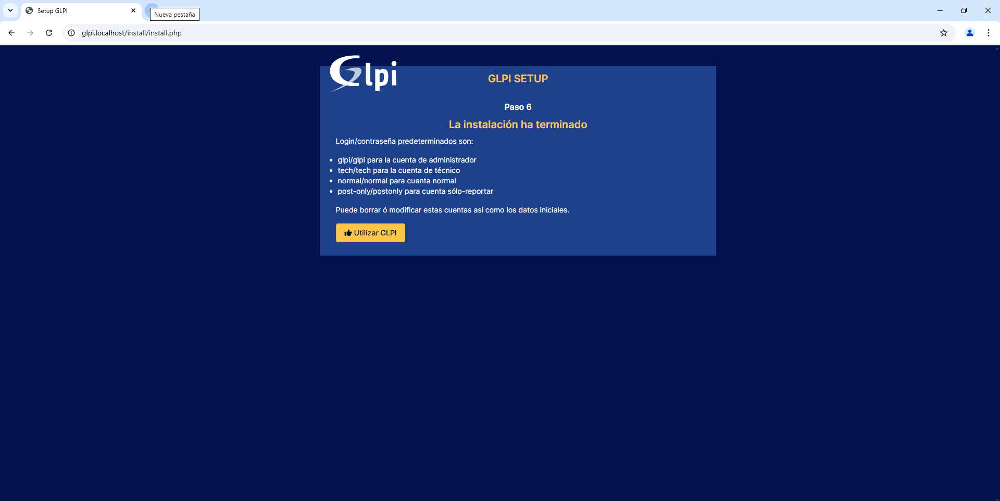 Setup GLPI
Nueva pestaña
glpi.localhost/install/install.php
Glpi
GLPI SETUP
Paso 6
La instalación ha terminado
Login/contraseña predeterminados son:
glpi/glpi para la cuenta de administrador
tech/tech para la cuenta de técnico
normal/normal para cuenta normal
post-only/postonly para cuenta sólo-reportar
Puede borrar ó modificar estas cuentas así como los datos iniciales.
Utilizar GLPI